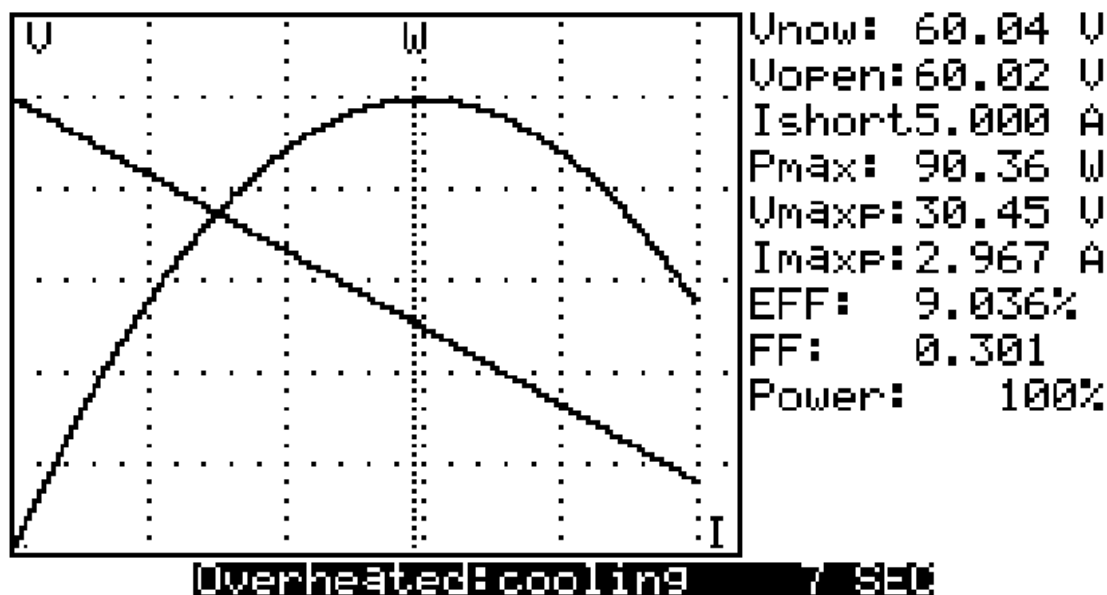 V W
Vnow: 60.04 V
Vopen:60.02 V
Ishort5.000 A
Pmax: 90.36 W
Vmaxp:30.45 V
Imaxp:2.967 A
EFF: 9.036%
FF: 0.301
Power: 100%
I
Overheated:cooling 7 SEC